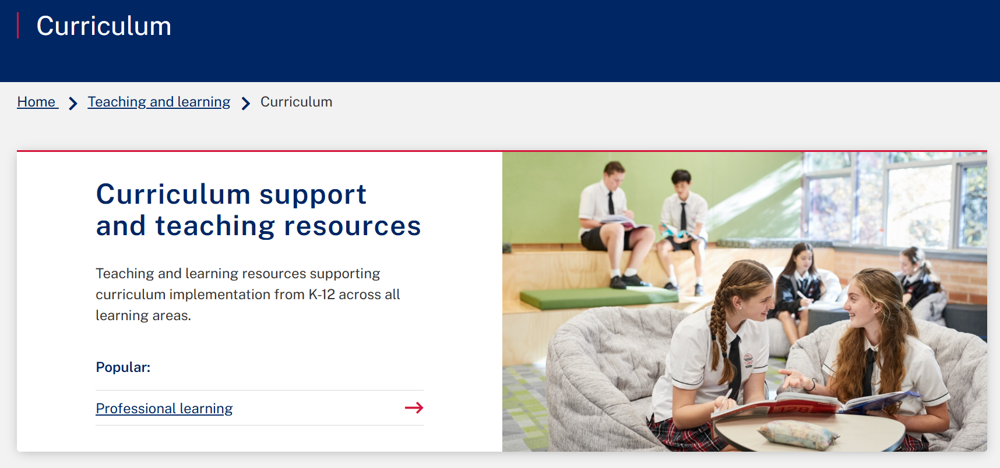 Curriculum
Home Teaching and learning Curriculum
Curriculum support
and teaching resources
Teaching and learning resources supporting
curriculum implementation from K-12 across all
learning areas.
Popular:
Professional learning
128